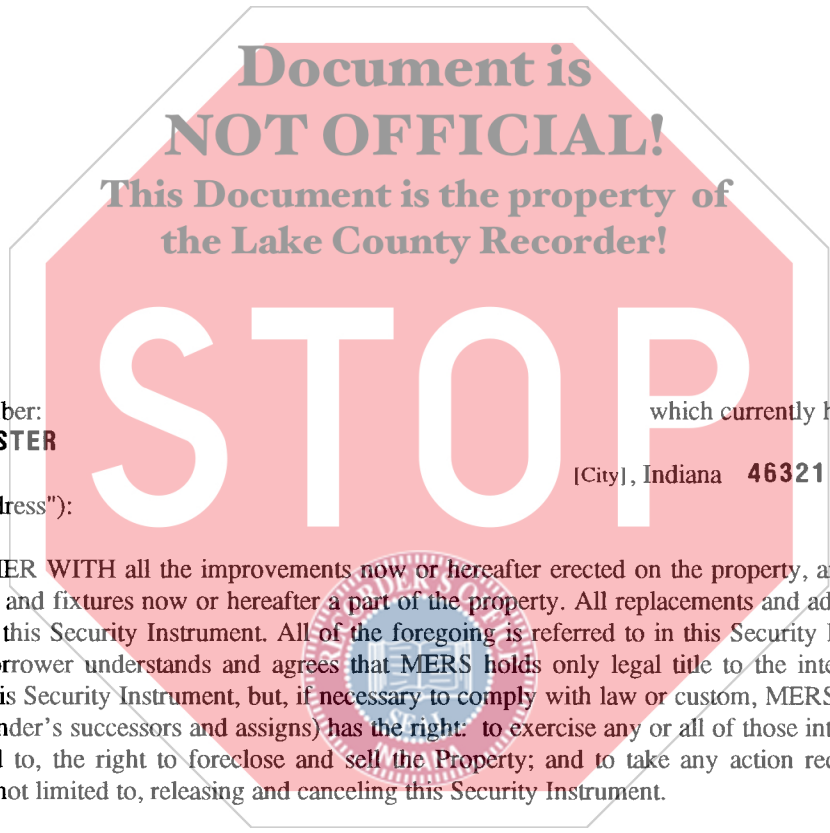 Document is
NOT OFFICIAL!
This Document is the property of
the Lake County Recorder!
STOP
ber: which currently h
STER
[City], Indiana 46321
dress"):
ER WITH all the improvements now or hereafter erected on the property, a
and fixtures now or hereafter a part of the property. All replacements and ad
this Security Instrument. All of the foregoing is referred to in this Security
rrower understands and agrees that MERS holds only legal title to the inte
is Security Instrument, but, if necessary to comply with law or custom, MERS
nder's successors and assigns) has the right: to exercise any or all of those int
to, the right to foreclose and sell the Property; and to take any action rec
not limited to, releasing and canceling this Security Instrument.
RECORDER'S OFFICE
SEAL
INDIANA